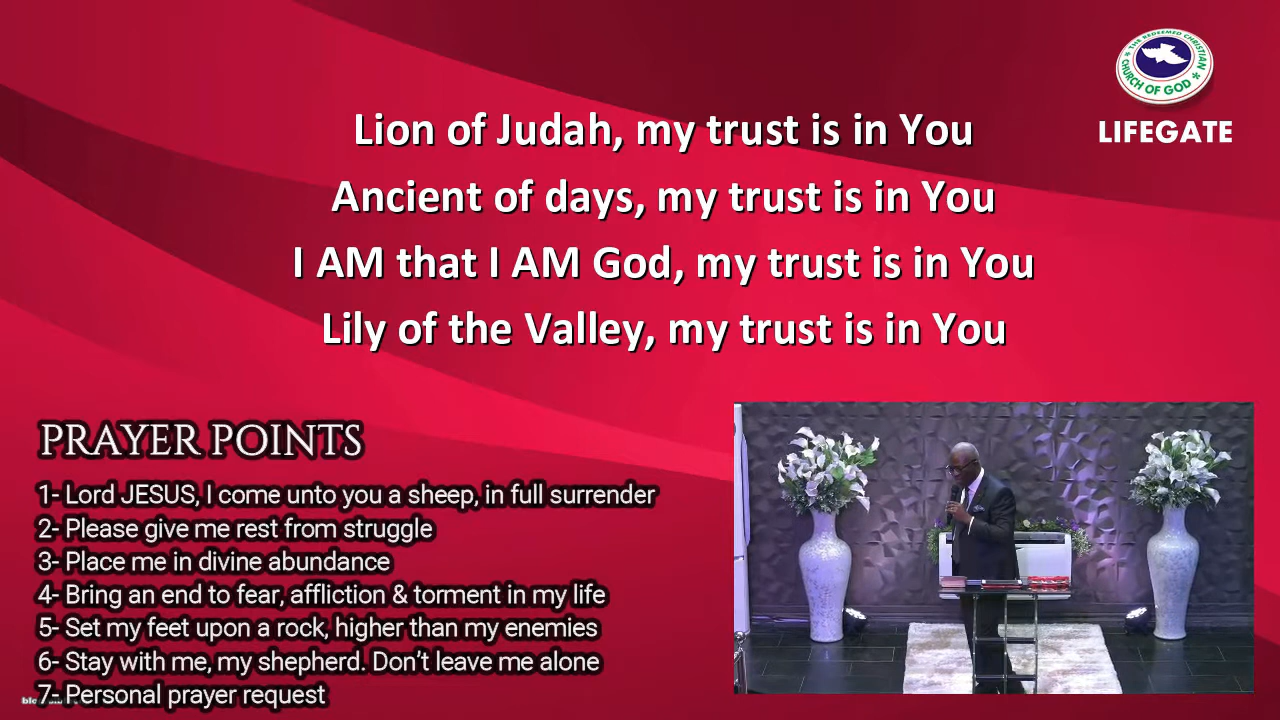 THE REDEEMED CHRISTIAN
CHURCH OF GOD
LIFEGATE
Lion of Judah, my trust is in You
Ancient of days, my trust is in You
I AM that I AM God, my trust is in You
Lily of the Valley, my trust is in You
PRAYER POINTS
1- Lord JESUS, I come unto you a sheep, in full surrender
2- Please give me rest from struggle
3- Place me in divine abundance
4- Bring an end to fear, affliction & torment in my life
5- Set my feet upon a rock, higher than my enemies
6- Stay with me, my shepherd. Don’t leave me alone
7- Personal prayer request